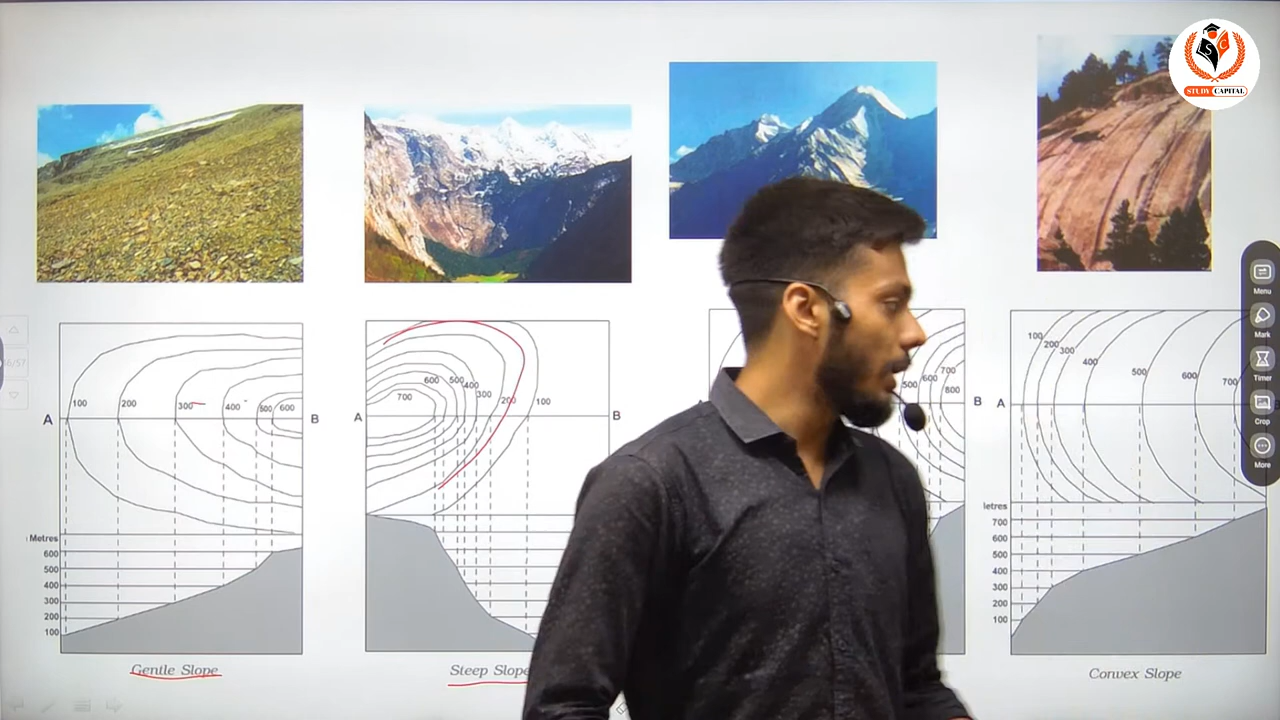 S C
STUDY CAPITAL
Menu
Mark
Timer
Crop
More
A 100 200 300 400 500 600 B
Metres
600
500
400
300
200
100
Gentle Slope
A 700 600 500 400 300 200 100 B
Steep Slope
500 600 700 800 B
A 100 200 300 400 500 600 700
700
600
500
400
300
200
100
Convex Slope